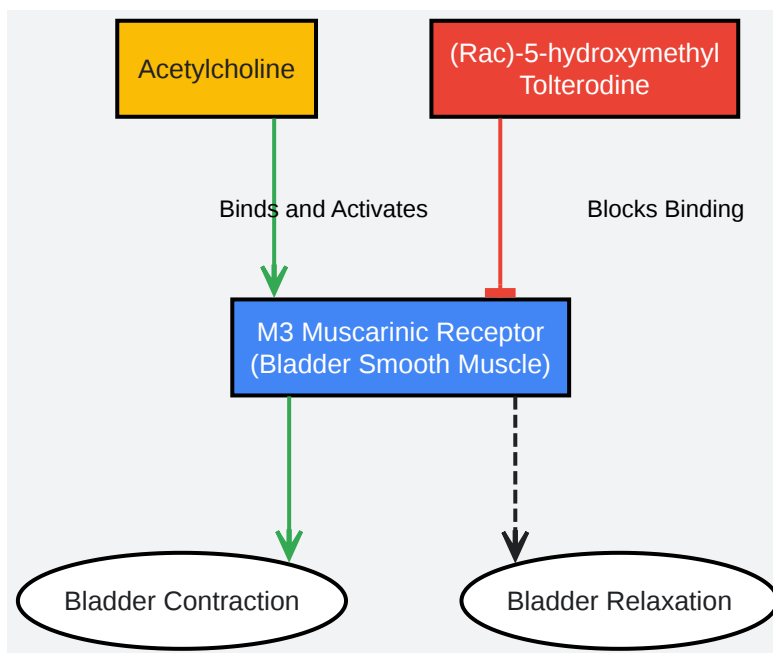 Acetylcholine
(Rac)-5-hydroxymethyl
Tolterodine
Binds and Activates
Blocks Binding
M3 Muscarinic Receptor
(Bladder Smooth Muscle)
Bladder Contraction
Bladder Relaxation